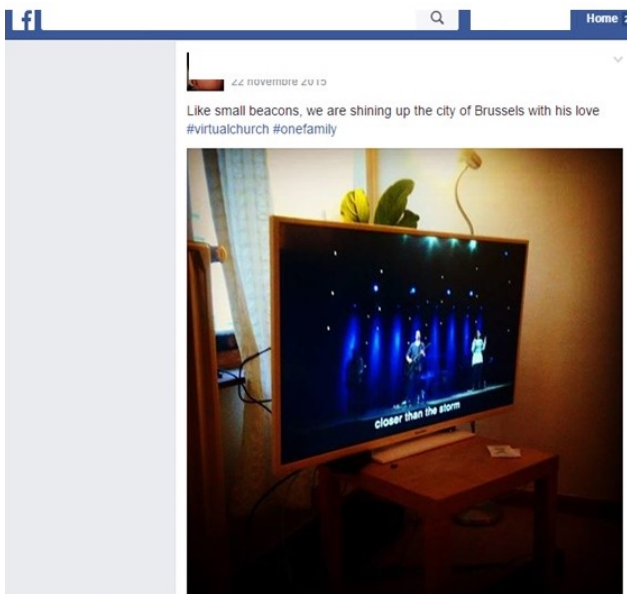 f
Home
22 novembre 2015
Like small beacons, we are shining up the city of Brussels with his love
#virtualchurch #onefamily
closer than the storm